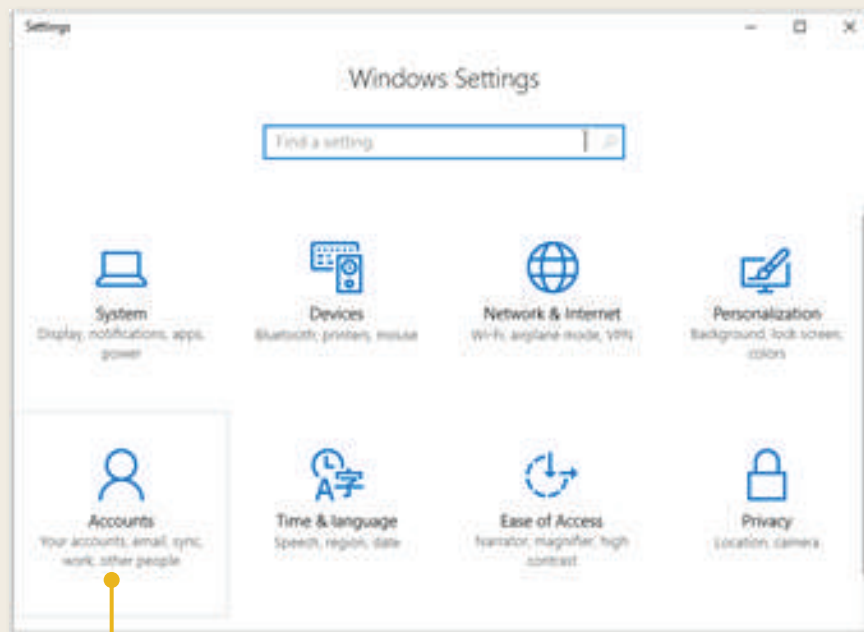 Settings
Windows Settings
Find a setting
System
Display, notifications, apps,
power
Devices
Bluetooth, printers, mouse
Network & Internet
Wi-Fi, airplane mode, VPN
Personalization
Background, lock screen,
colors
Accounts
Your accounts, email, sync,
work, other people
Time & language
Speech, region, date
Ease of Access
Narrator, magnifier, high
contrast
Privacy
Location, camera